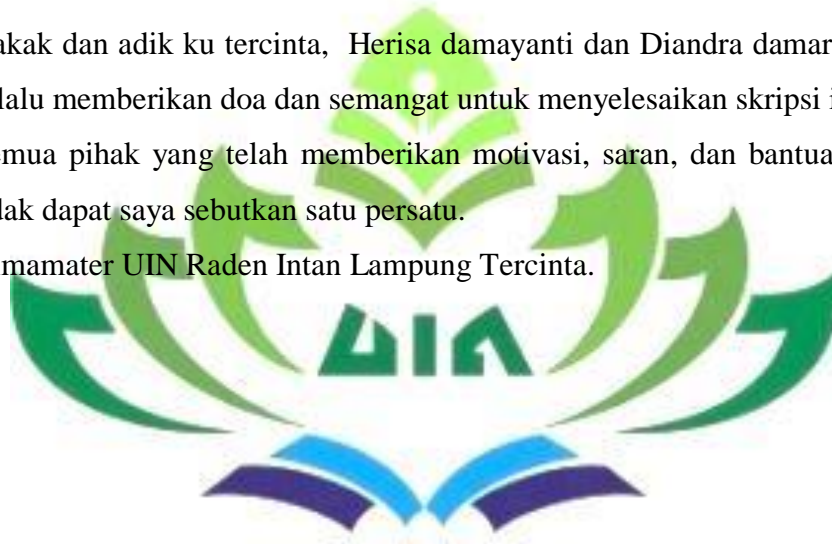 akak dan adik ku tercinta, Herisa damayanti dan Diandra damar
lalu memberikan doa dan semangat untuk menyelesaikan skripsi i
emua pihak yang telah memberikan motivasi, saran, dan bantua
dak dapat saya sebutkan satu persatu.
mamater UIN Raden Intan Lampung Tercinta.
UIN